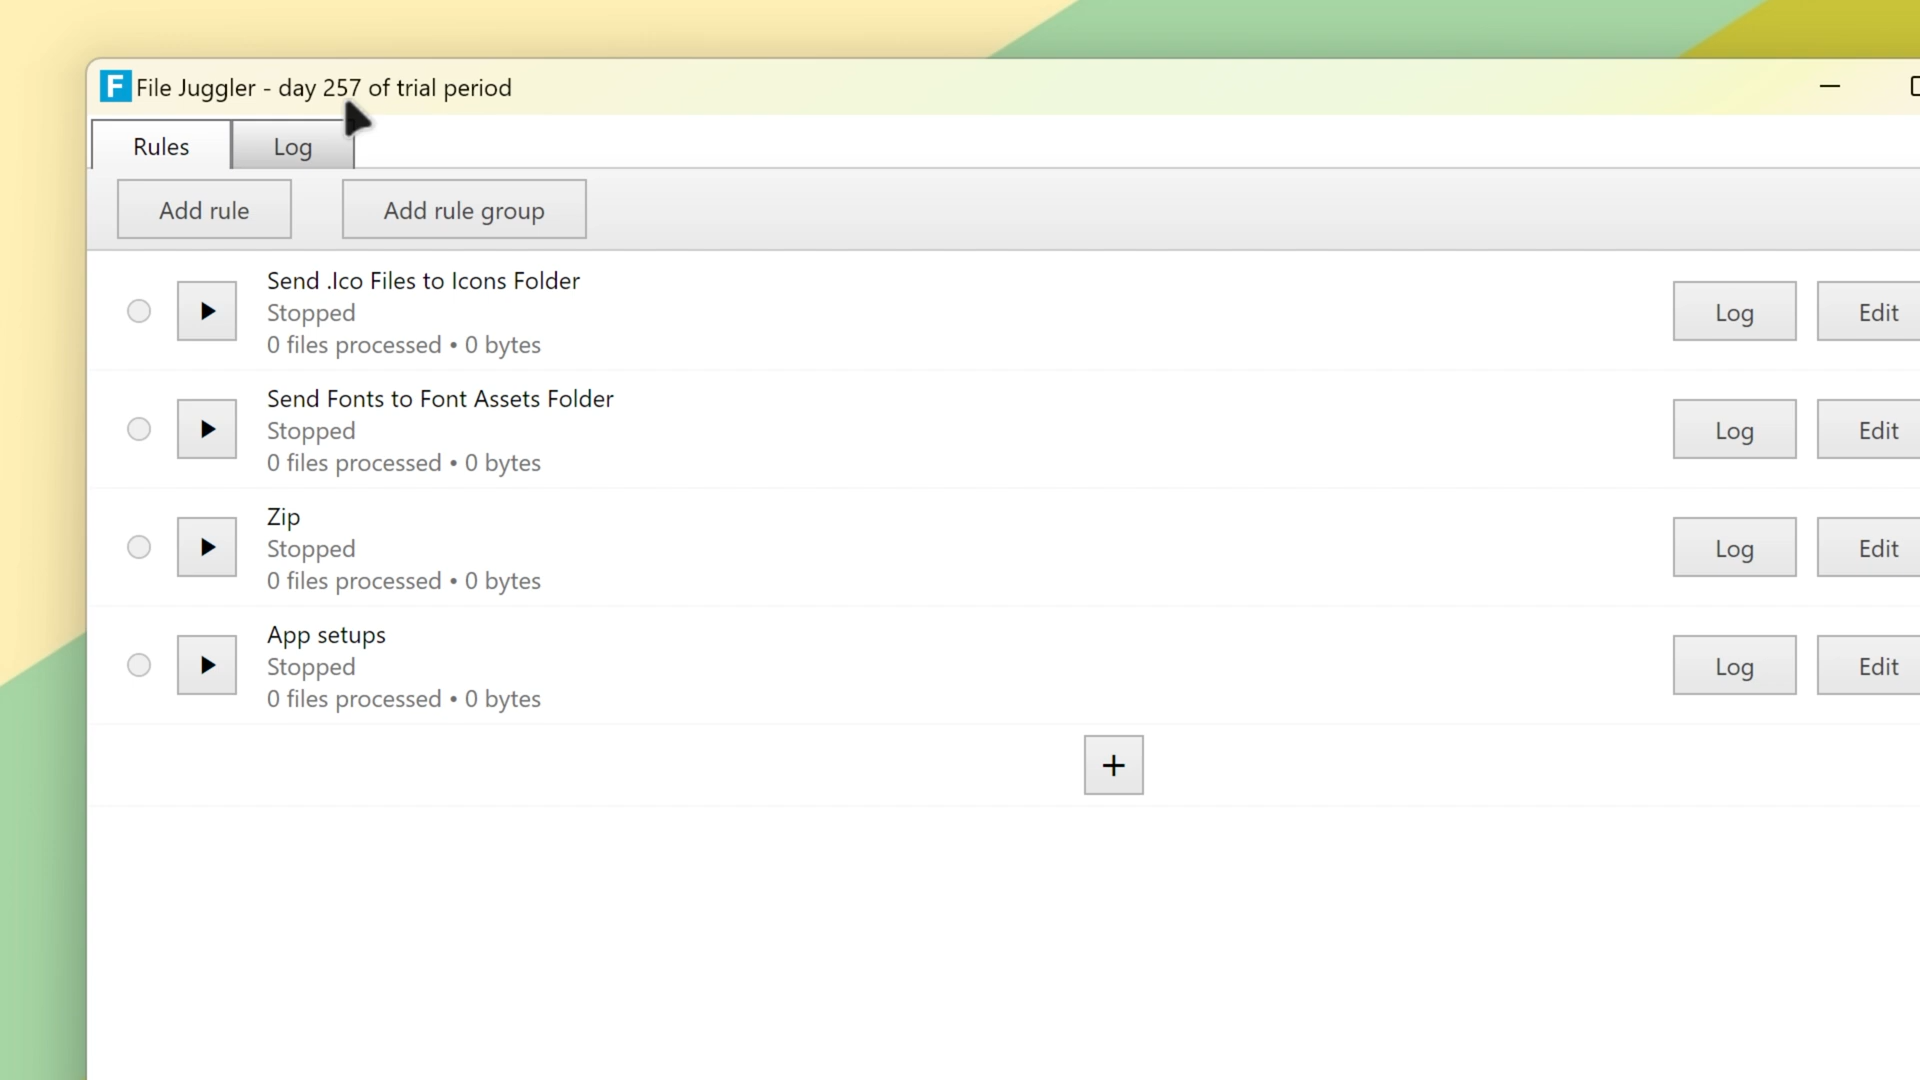 F File Juggler - day 257 of trial period
Rules
Log
Add rule
Add rule group
Send .Ico Files to Icons Folder
Stopped
0 files processed • 0 bytes
Log
Edit
Send Fonts to Font Assets Folder
Stopped
0 files processed • 0 bytes
Log
Edit
Zip
Stopped
0 files processed • 0 bytes
Log
Edit
App setups
Stopped
0 files processed • 0 bytes
Log
Edit
+